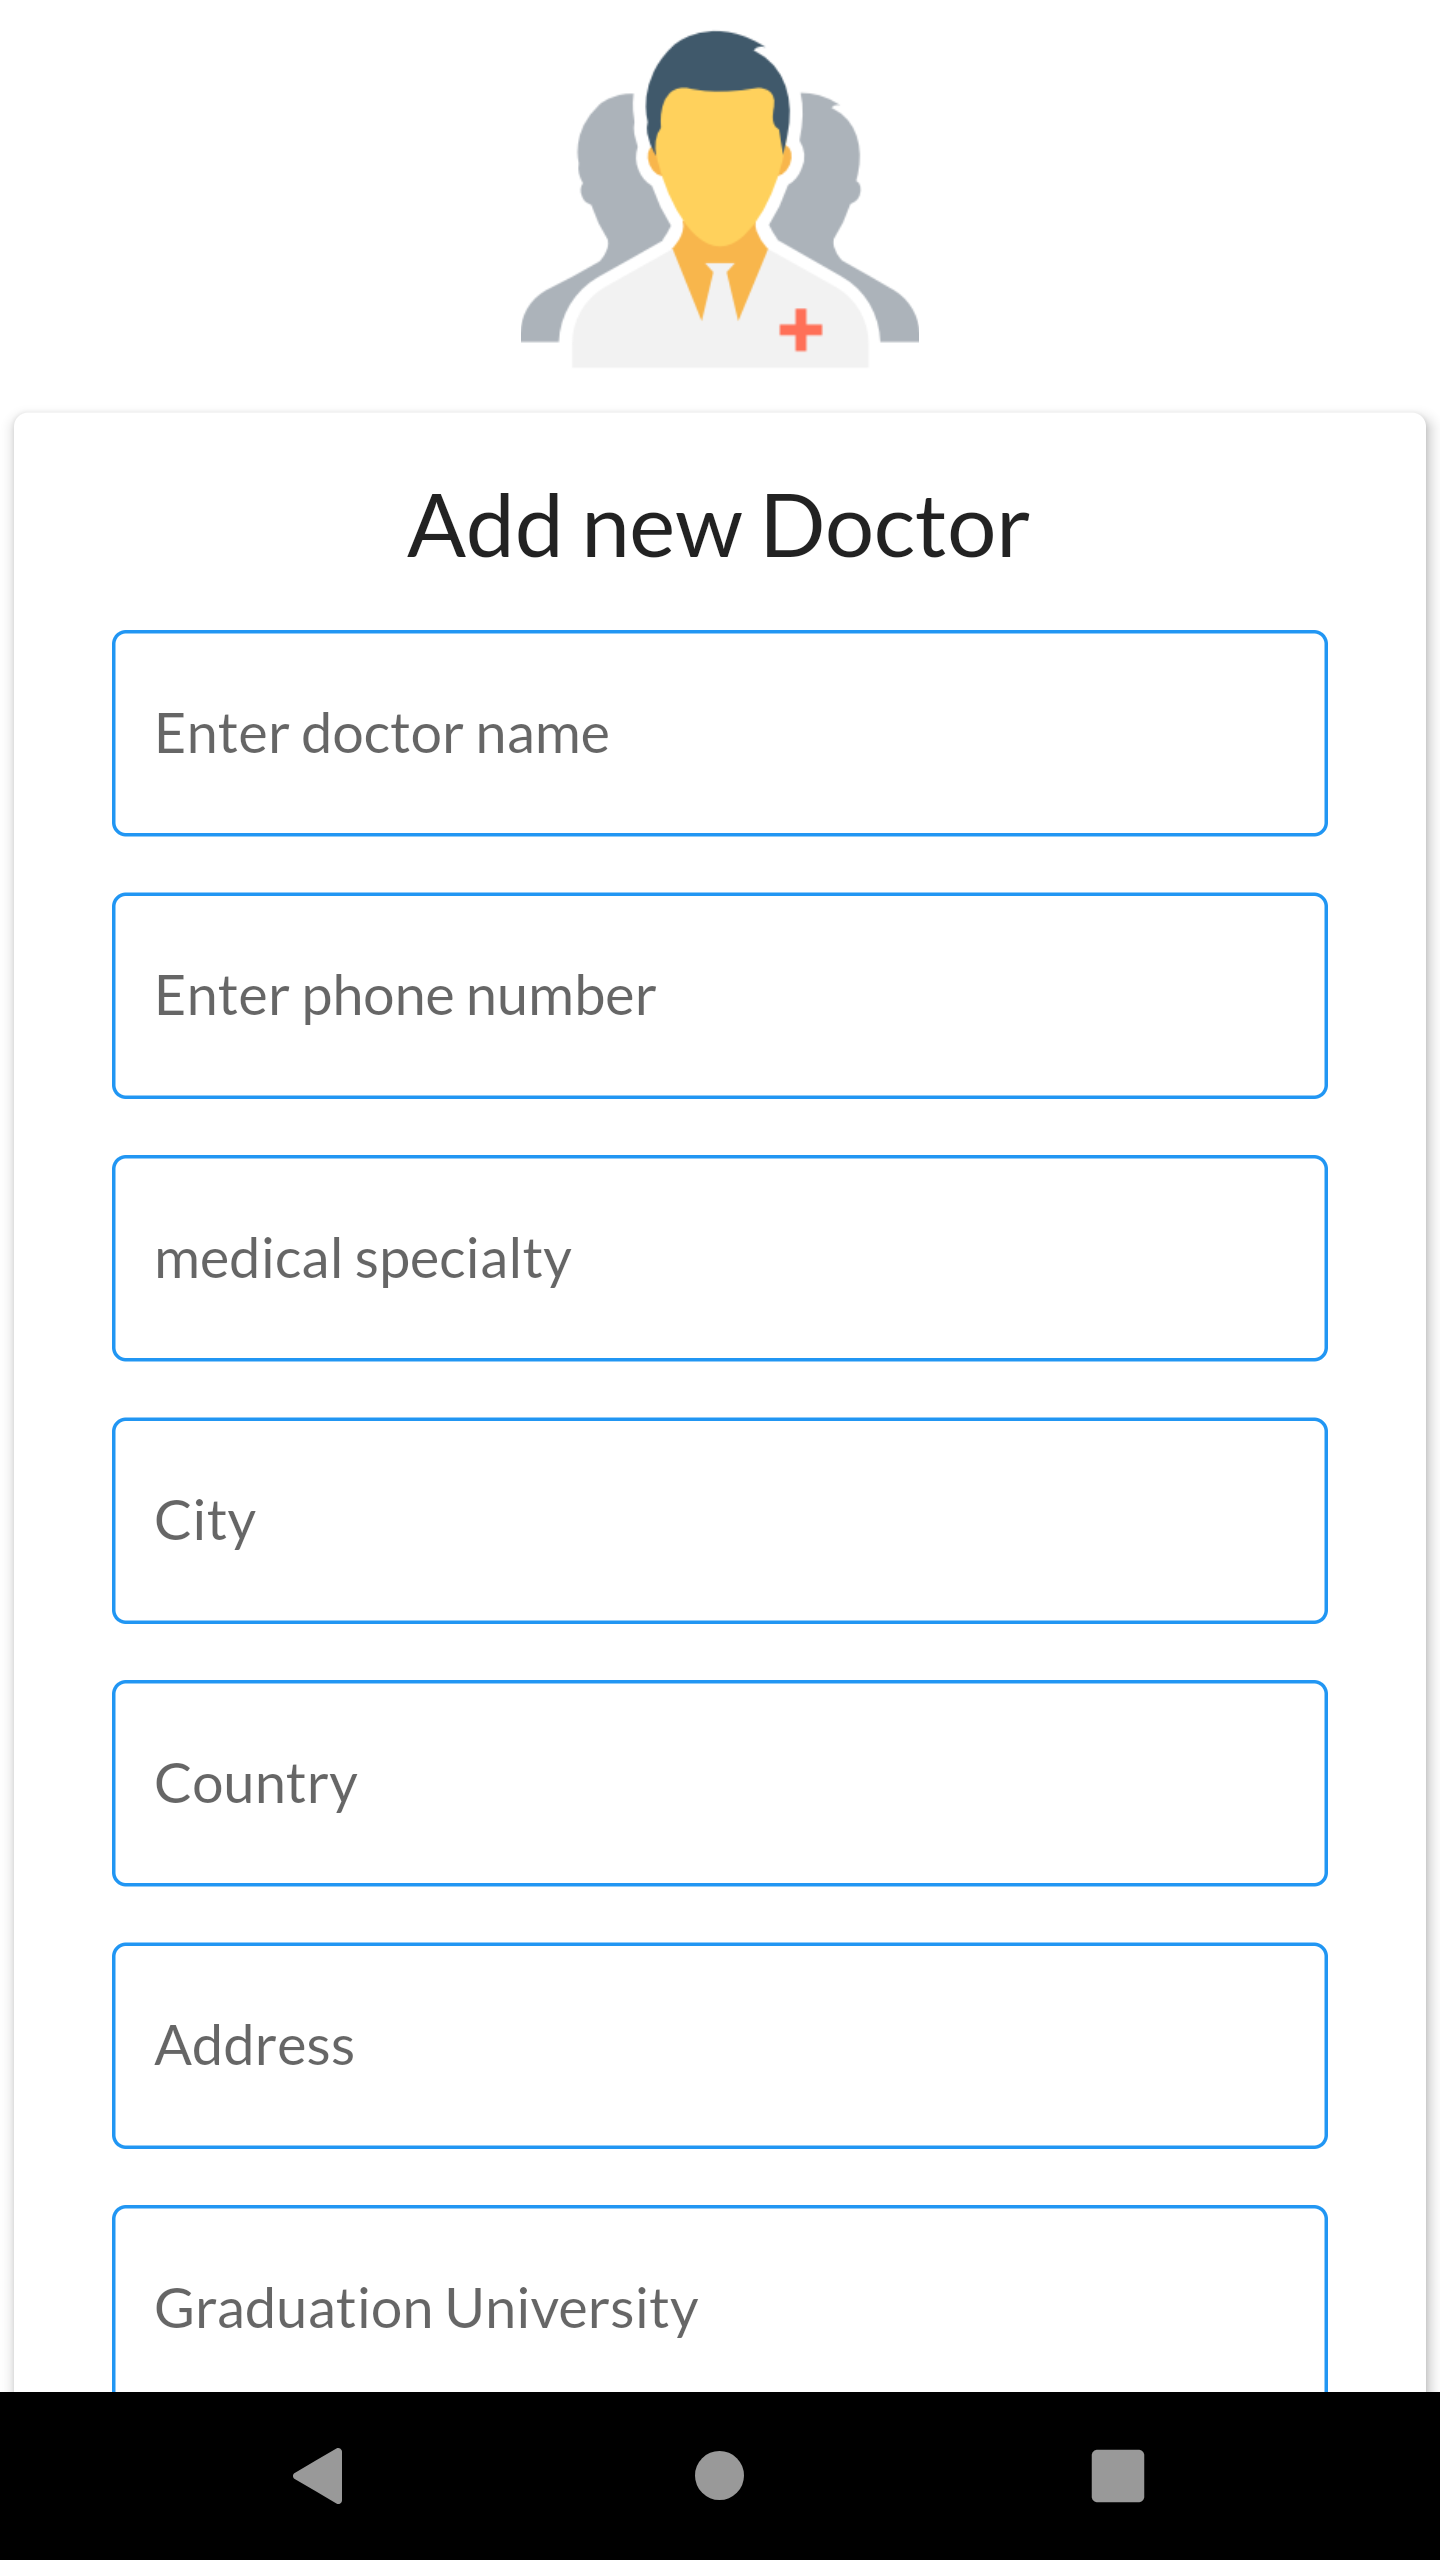 Add new Doctor
Enter doctor name
Enter phone number
medical specialty
City
Country
Address
Graduation University